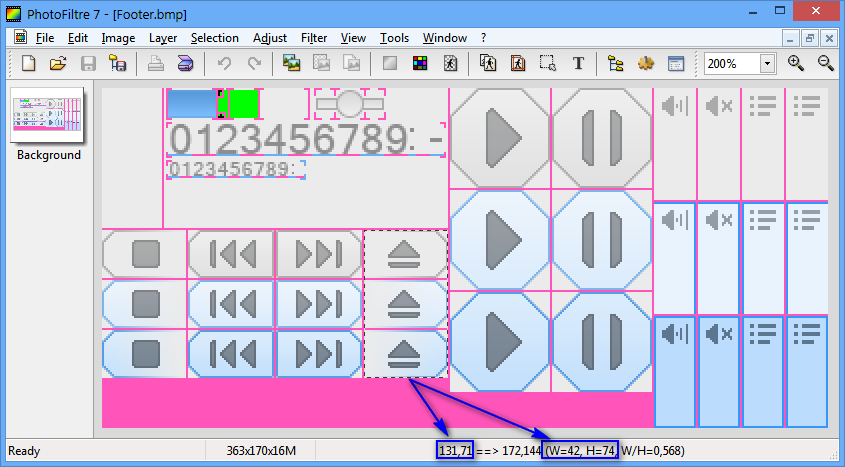 PhotoFiltre 7 - [Footer.bmp]
File Edit Image Layer Selection Adjust Filter View Tools Window ?
T 200%
Background
0123456789: -
0123456789:
Ready 363x170x16M 131,71 ==> 172,144 (W=42, H=74, W/H=0,568)